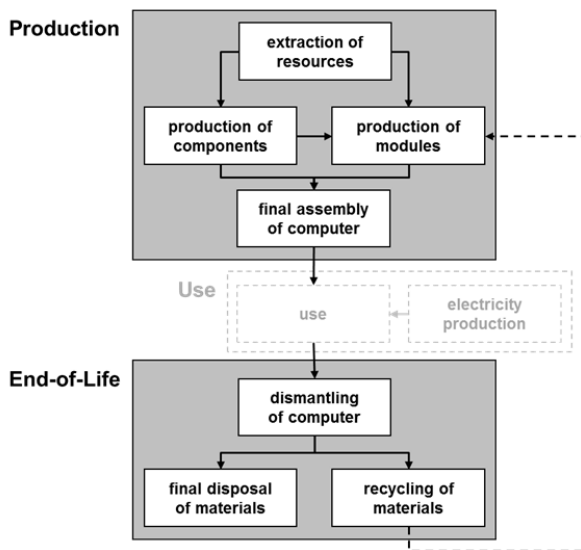 Production
extraction of
resources
production of
components
production of
modules
final assembly
of computer
Use
use
electricity
production
End-of-Life
dismantling
of computer
final disposal
of materials
recycling of
materials